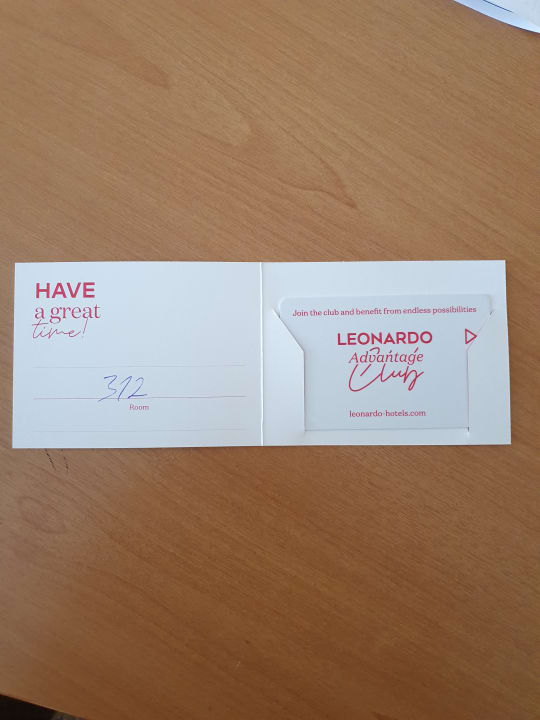 HAVE
a great
time!
312
Room
Join the club and benefit from endless possibilities
LEONARDO
Advantage
Club
leonardo-hotels.com